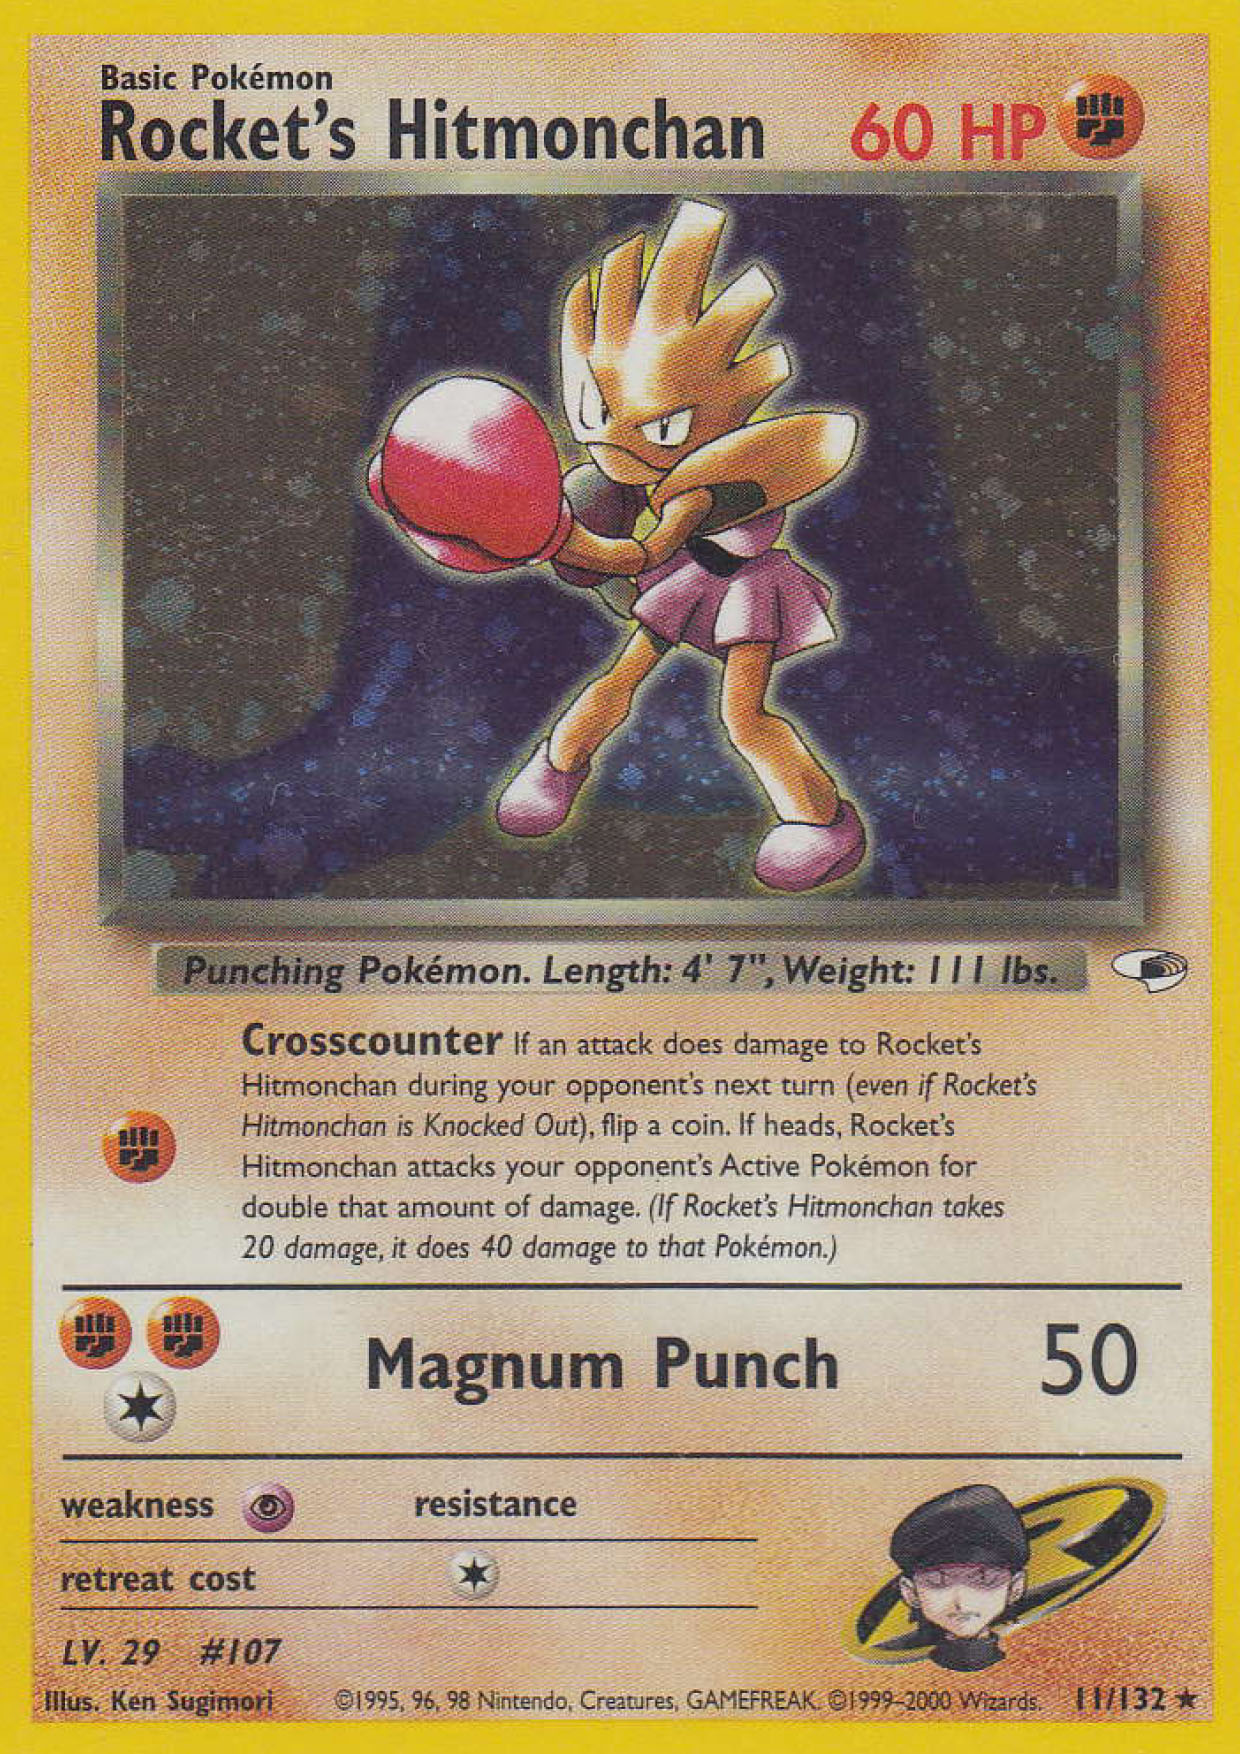 Basic Pokémon
Rocket's Hitmonchan 60 HP
Punching Pokémon. Length: 4' 7", Weight: 111 lbs.
Crosscounter If an attack does damage to Rocket's
Hitmonchan during your opponent's next turn (even if Rocket's
Hitmonchan is Knocked Out), flip a coin. If heads, Rocket's
Hitmonchan attacks your opponent's Active Pokémon for
double that amount of damage. (If Rocket's Hitmonchan takes
20 damage, it does 40 damage to that Pokémon.)
Magnum Punch 50
weakness resistance
retreat cost
LV. 29 #107
Illus. Ken Sugimori ©1995, 96, 98 Nintendo, Creatures, GAMEFREAK. ©1999-2000 Wizards. 11/132 ★